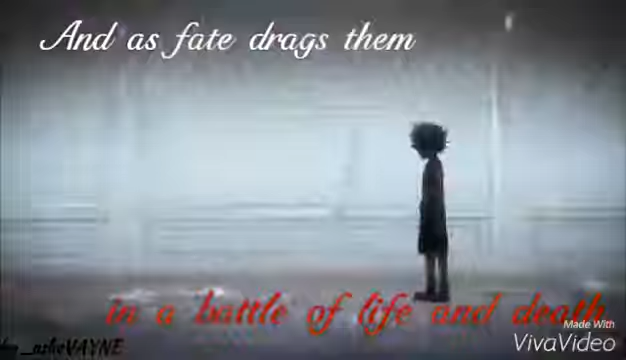 And as fate drags them
in a battle of life and death
Made With
VivaVideo